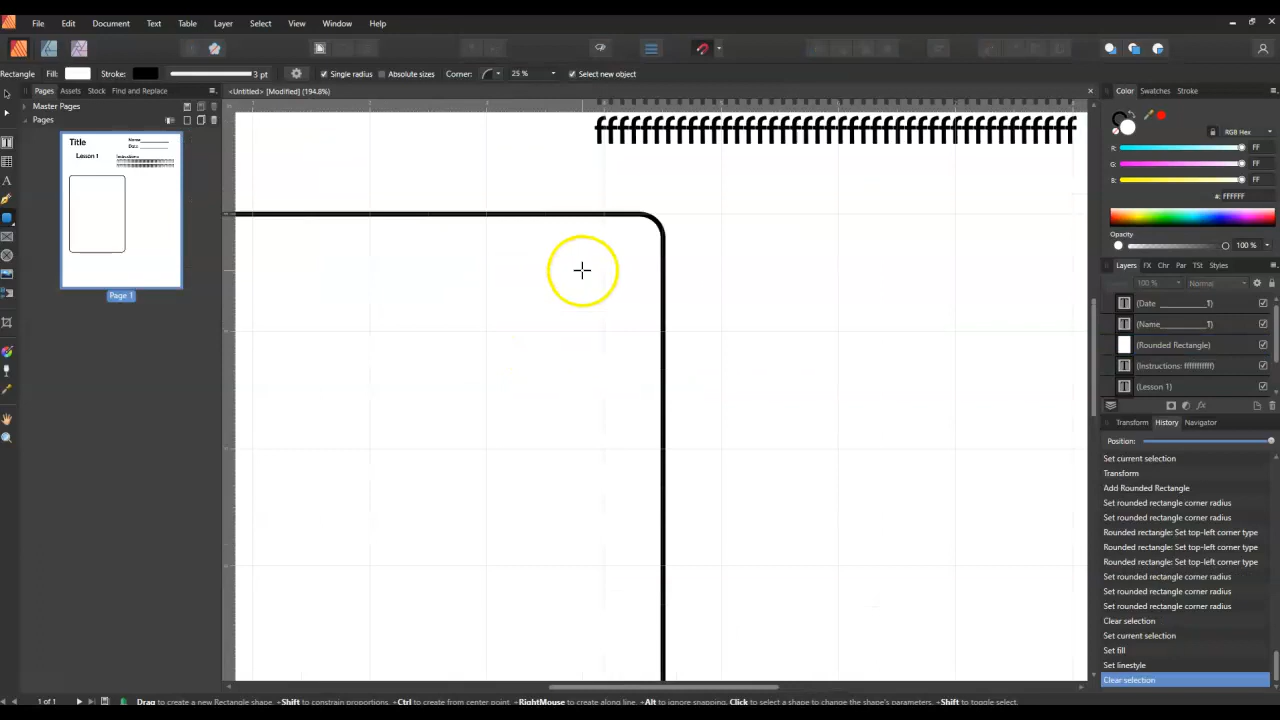 File Edit Document Text Table Layer Select View Window Help
Rectangle Fill: Stroke: 3 pt Single radius Absolute sizes Corner: 25 % Select new object
Pages Assets Stock Find and Replace
<Untitled> [Modified] (194.8%)
Master Pages
Pages
Title
Name
Date
Lesson 1
Instructions:
Page 1
ffffffffffffffffffffffffffffffffffffffff
Color Swatches Stroke
RGB Hex
R: FF
G: FF
B: FF
#: FFFFFF
Opacity
100 %
Layers FX Chr Par TSt Styles
100 % Normal
(Date ____________¶)
(Name____________¶)
(Rounded Rectangle)
(Instructions: fffffffffff)
(Lesson 1)
Transform History Navigator
Position:
Set current selection
Transform
Add Rounded Rectangle
Set rounded rectangle corner radius
Set rounded rectangle corner radius
Rounded rectangle: Set top-left corner type
Rounded rectangle: Set top-left corner type
Rounded rectangle: Set top-left corner type
Set rounded rectangle corner radius
Set rounded rectangle corner radius
Set rounded rectangle corner radius
Clear selection
Set current selection
Set fill
Set linestyle
Clear selection
1 of 1
Drag to create a new Rectangle shape. +Shift to constrain proportions. +Ctrl to create from center point. +RightMouse to create along line. +Alt to ignore snapping. Click to select a shape to change the shape's parameters. +Shift to toggle select.